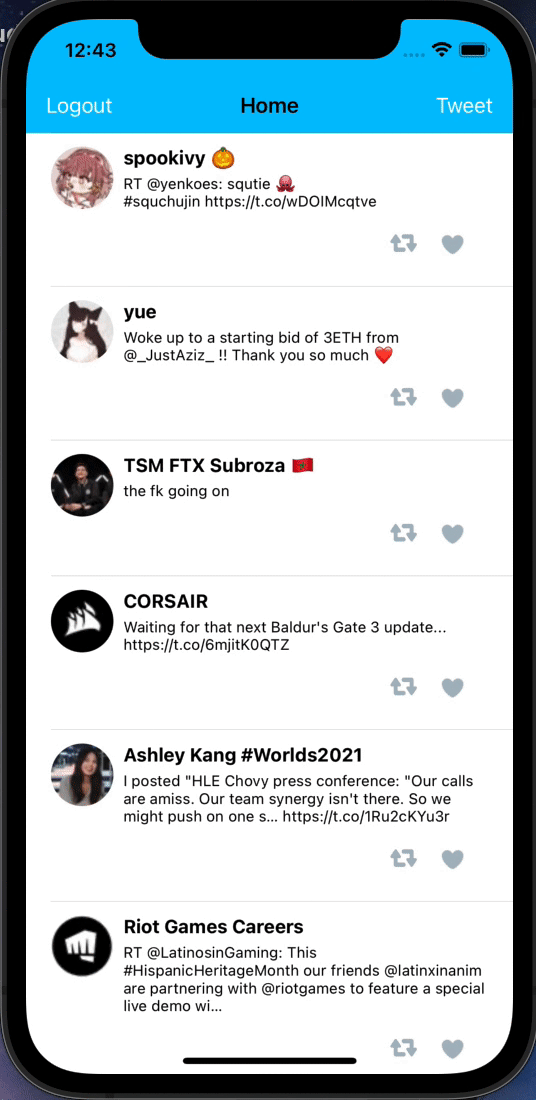 12:43
Logout Home Tweet
spookivy 🎃
RT @yenkoes: squtie 🐙
#squchujin https://t.co/wDOIMcqtve
yue
Woke up to a starting bid of 3ETH from
@_JustAziz_ !! Thank you so much ❤️
TSM FTX Subroza 🇲🇦
the fk going on
CORSAIR
Waiting for that next Baldur's Gate 3 update...
https://t.co/6mjitK0QTZ
Ashley Kang #Worlds2021
I posted "HLE Chovy press conference: "Our calls
are amiss. Our team synergy isn't there. So we
might push on one s... https://t.co/1Ru2cKYu3r
Riot Games Careers
RT @LatinosinGaming: This
#HispanicHeritageMonth our friends @latinxinanim
are partnering with @riotgames to feature a special
live demo wi...